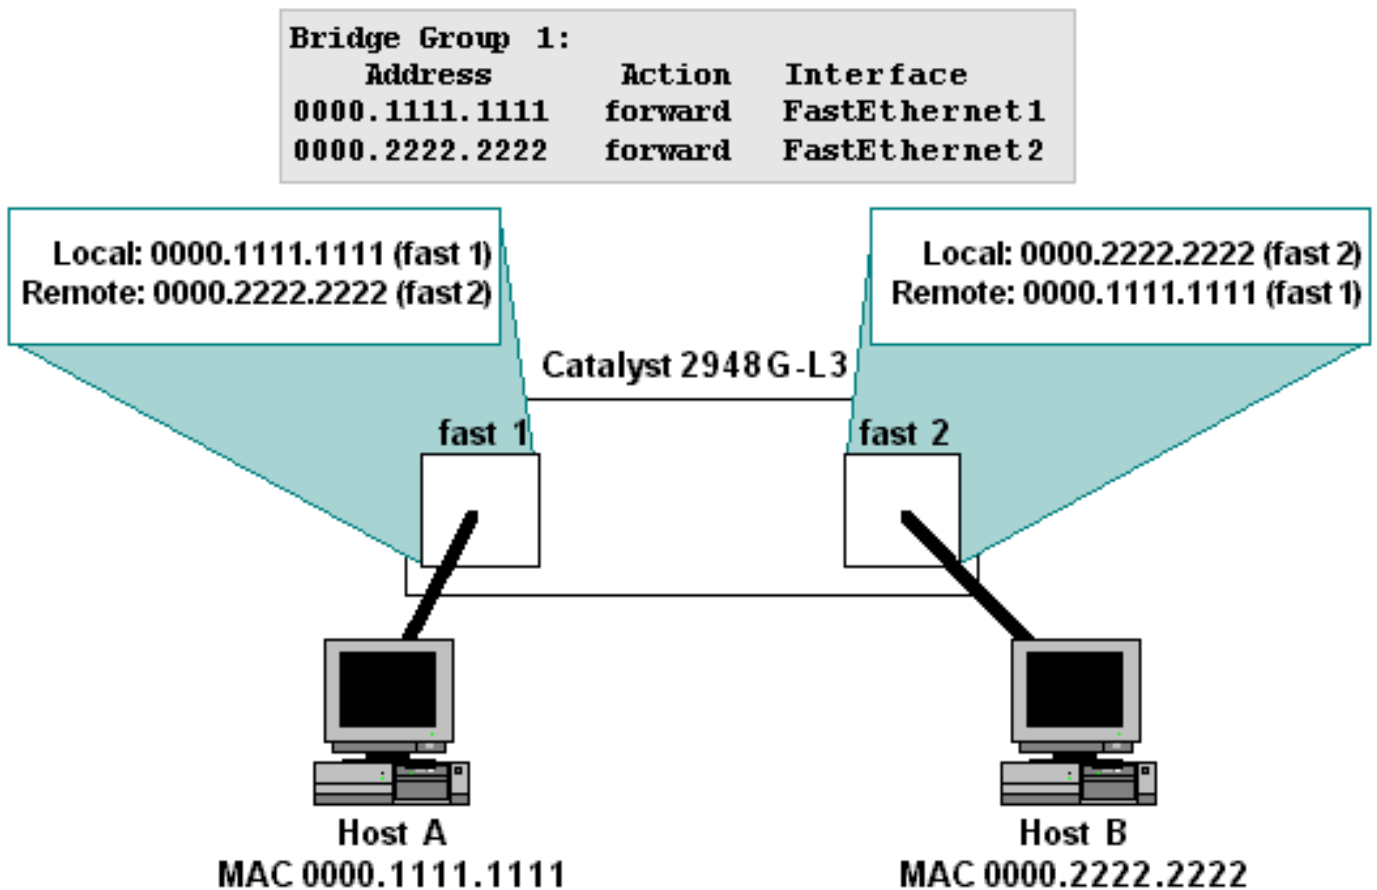 Bridge Group 1:
Address Action Interface
0000.1111.1111 forward FastEthernet1
0000.2222.2222 forward FastEthernet2
Local: 0000.1111.1111 (fast 1)
Remote: 0000.2222.2222 (fast 2)
Local: 0000.2222.2222 (fast 2)
Remote: 0000.1111.1111 (fast 1)
Catalyst 2948G-L3
fast 1
fast 2
Host A
MAC 0000.1111.1111
Host B
MAC 0000.2222.2222